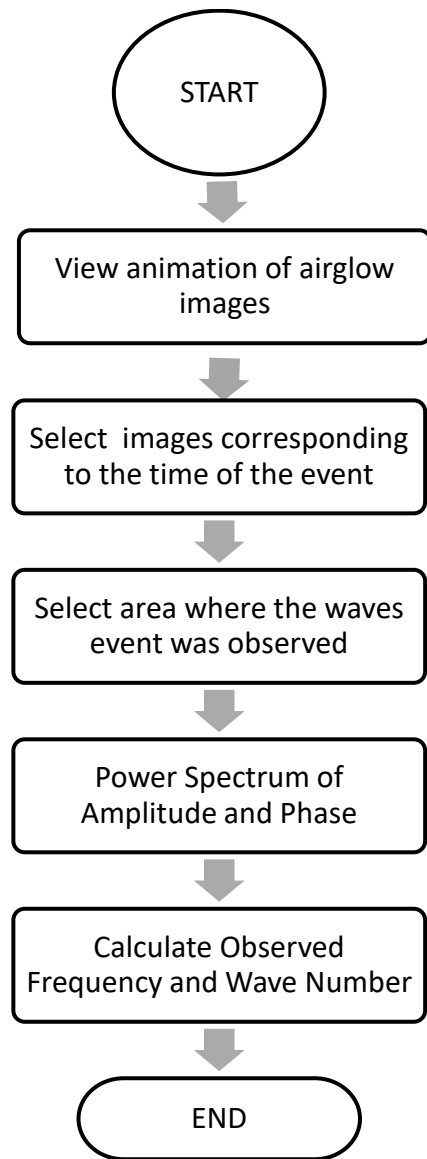 START
View animation of airglow
images
Select images corresponding
to the time of the event
Select area where the waves
event was observed
Power Spectrum of
Amplitude and Phase
Calculate Observed
Frequency and Wave Number
END